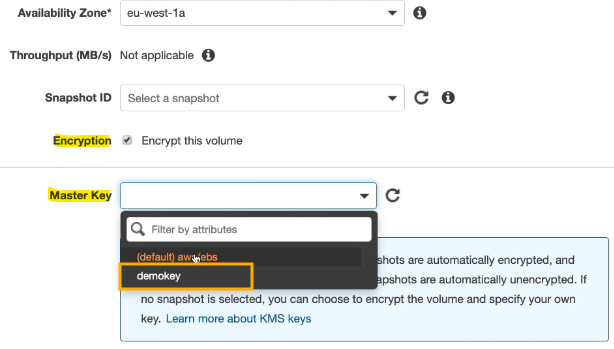 Availability Zone* eu-west-1a
Throughput (MB/s) Not applicable
Snapshot ID Select a snapshot
Encryption Encrypt this volume
Master Key
Filter by attributes
(default) aws/ebs
shots are automatically encrypted, and
demokey
apshots are automatically unencrypted. If
no snapshot is selected, you can choose to encrypt the volume and specify your own
key. Learn more about KMS keys